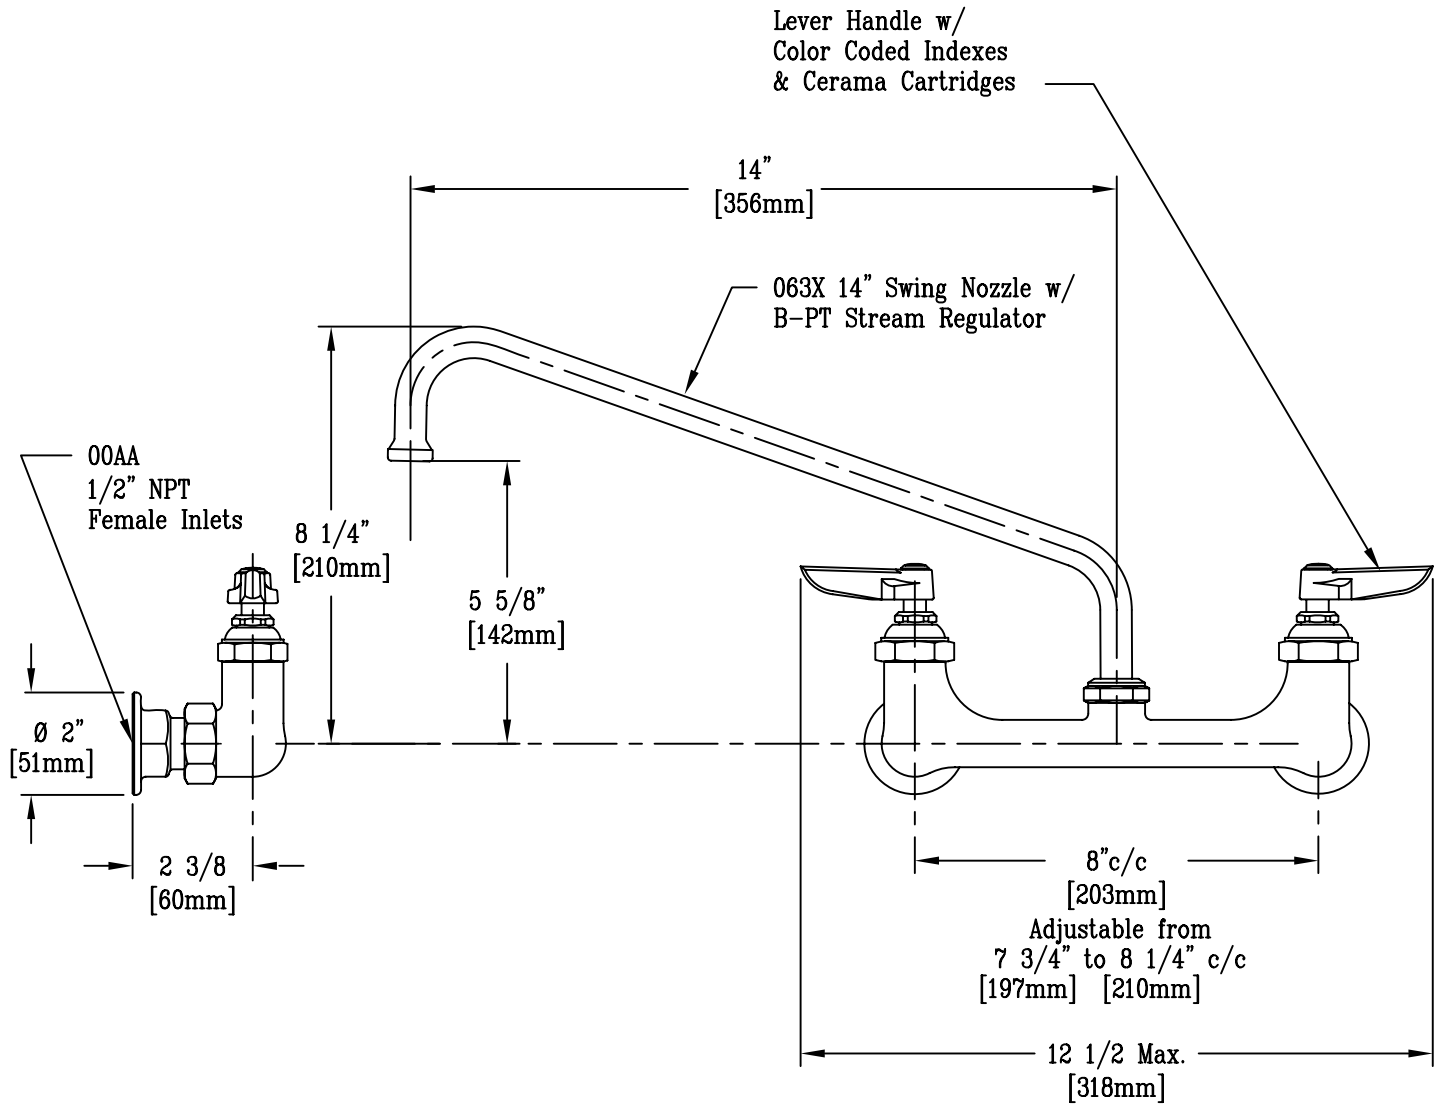 Lever Handle w/
Color Coded Indexes
& Cerama Cartridges
14"
[356mm]
063X 14" Swing Nozzle w/
B-PT Stream Regulator
00AA
1/2" NPT
Female Inlets
8 1/4"
[210mm]
5 5/8"
[142mm]
Ø 2"
[51mm]
2 3/8
[60mm]
8"c/c
[203mm]
Adjustable from
7 3/4" to 8 1/4" c/c
[197mm] [210mm]
12 1/2 Max.
[318mm]